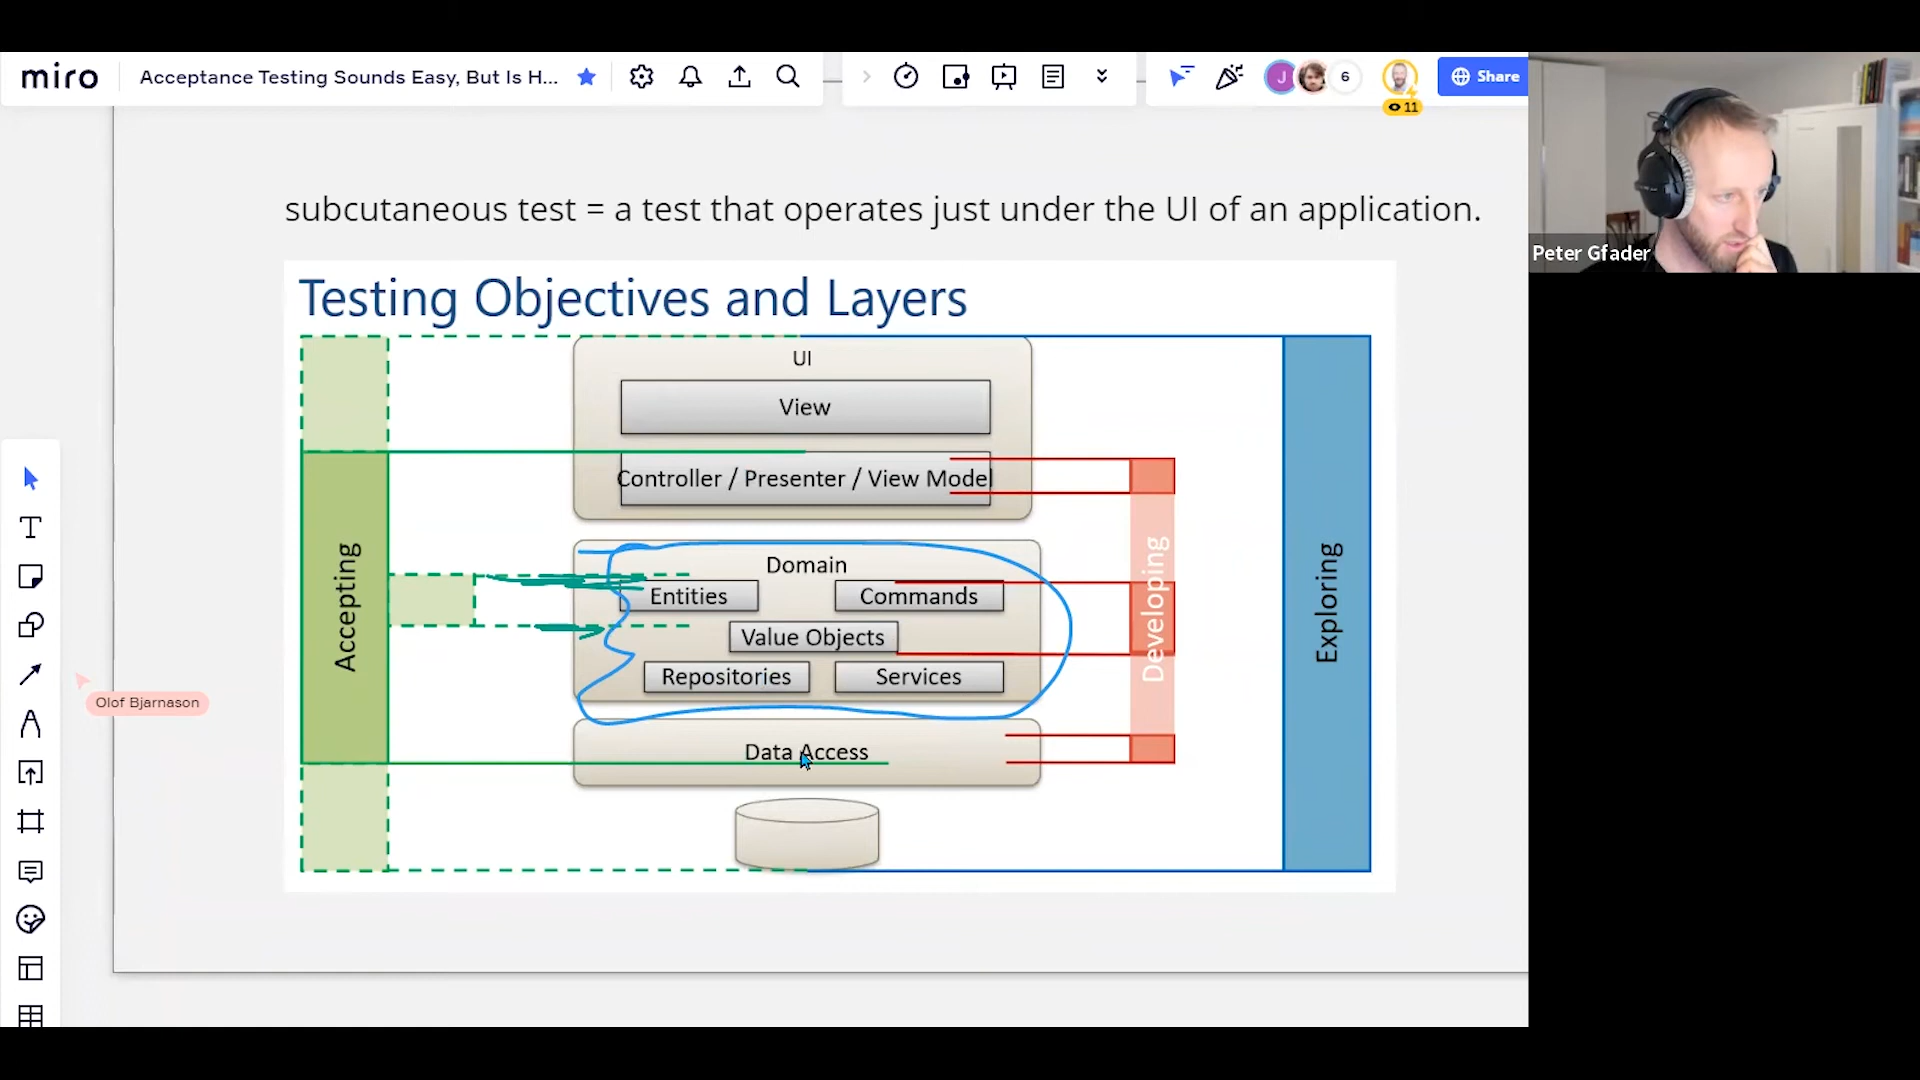 miro
Acceptance Testing Sounds Easy, But Is H...
J
6
11
Share
subcutaneous test = a test that operates just under the UI of an application.
Peter Gfader
Testing Objectives and Layers
UI
View
Controller / Presenter / View Model
Domain
Entities
Commands
Value Objects
Repositories
Services
Data Access
Accepting
Developing
Exploring
Olof Bjarnason